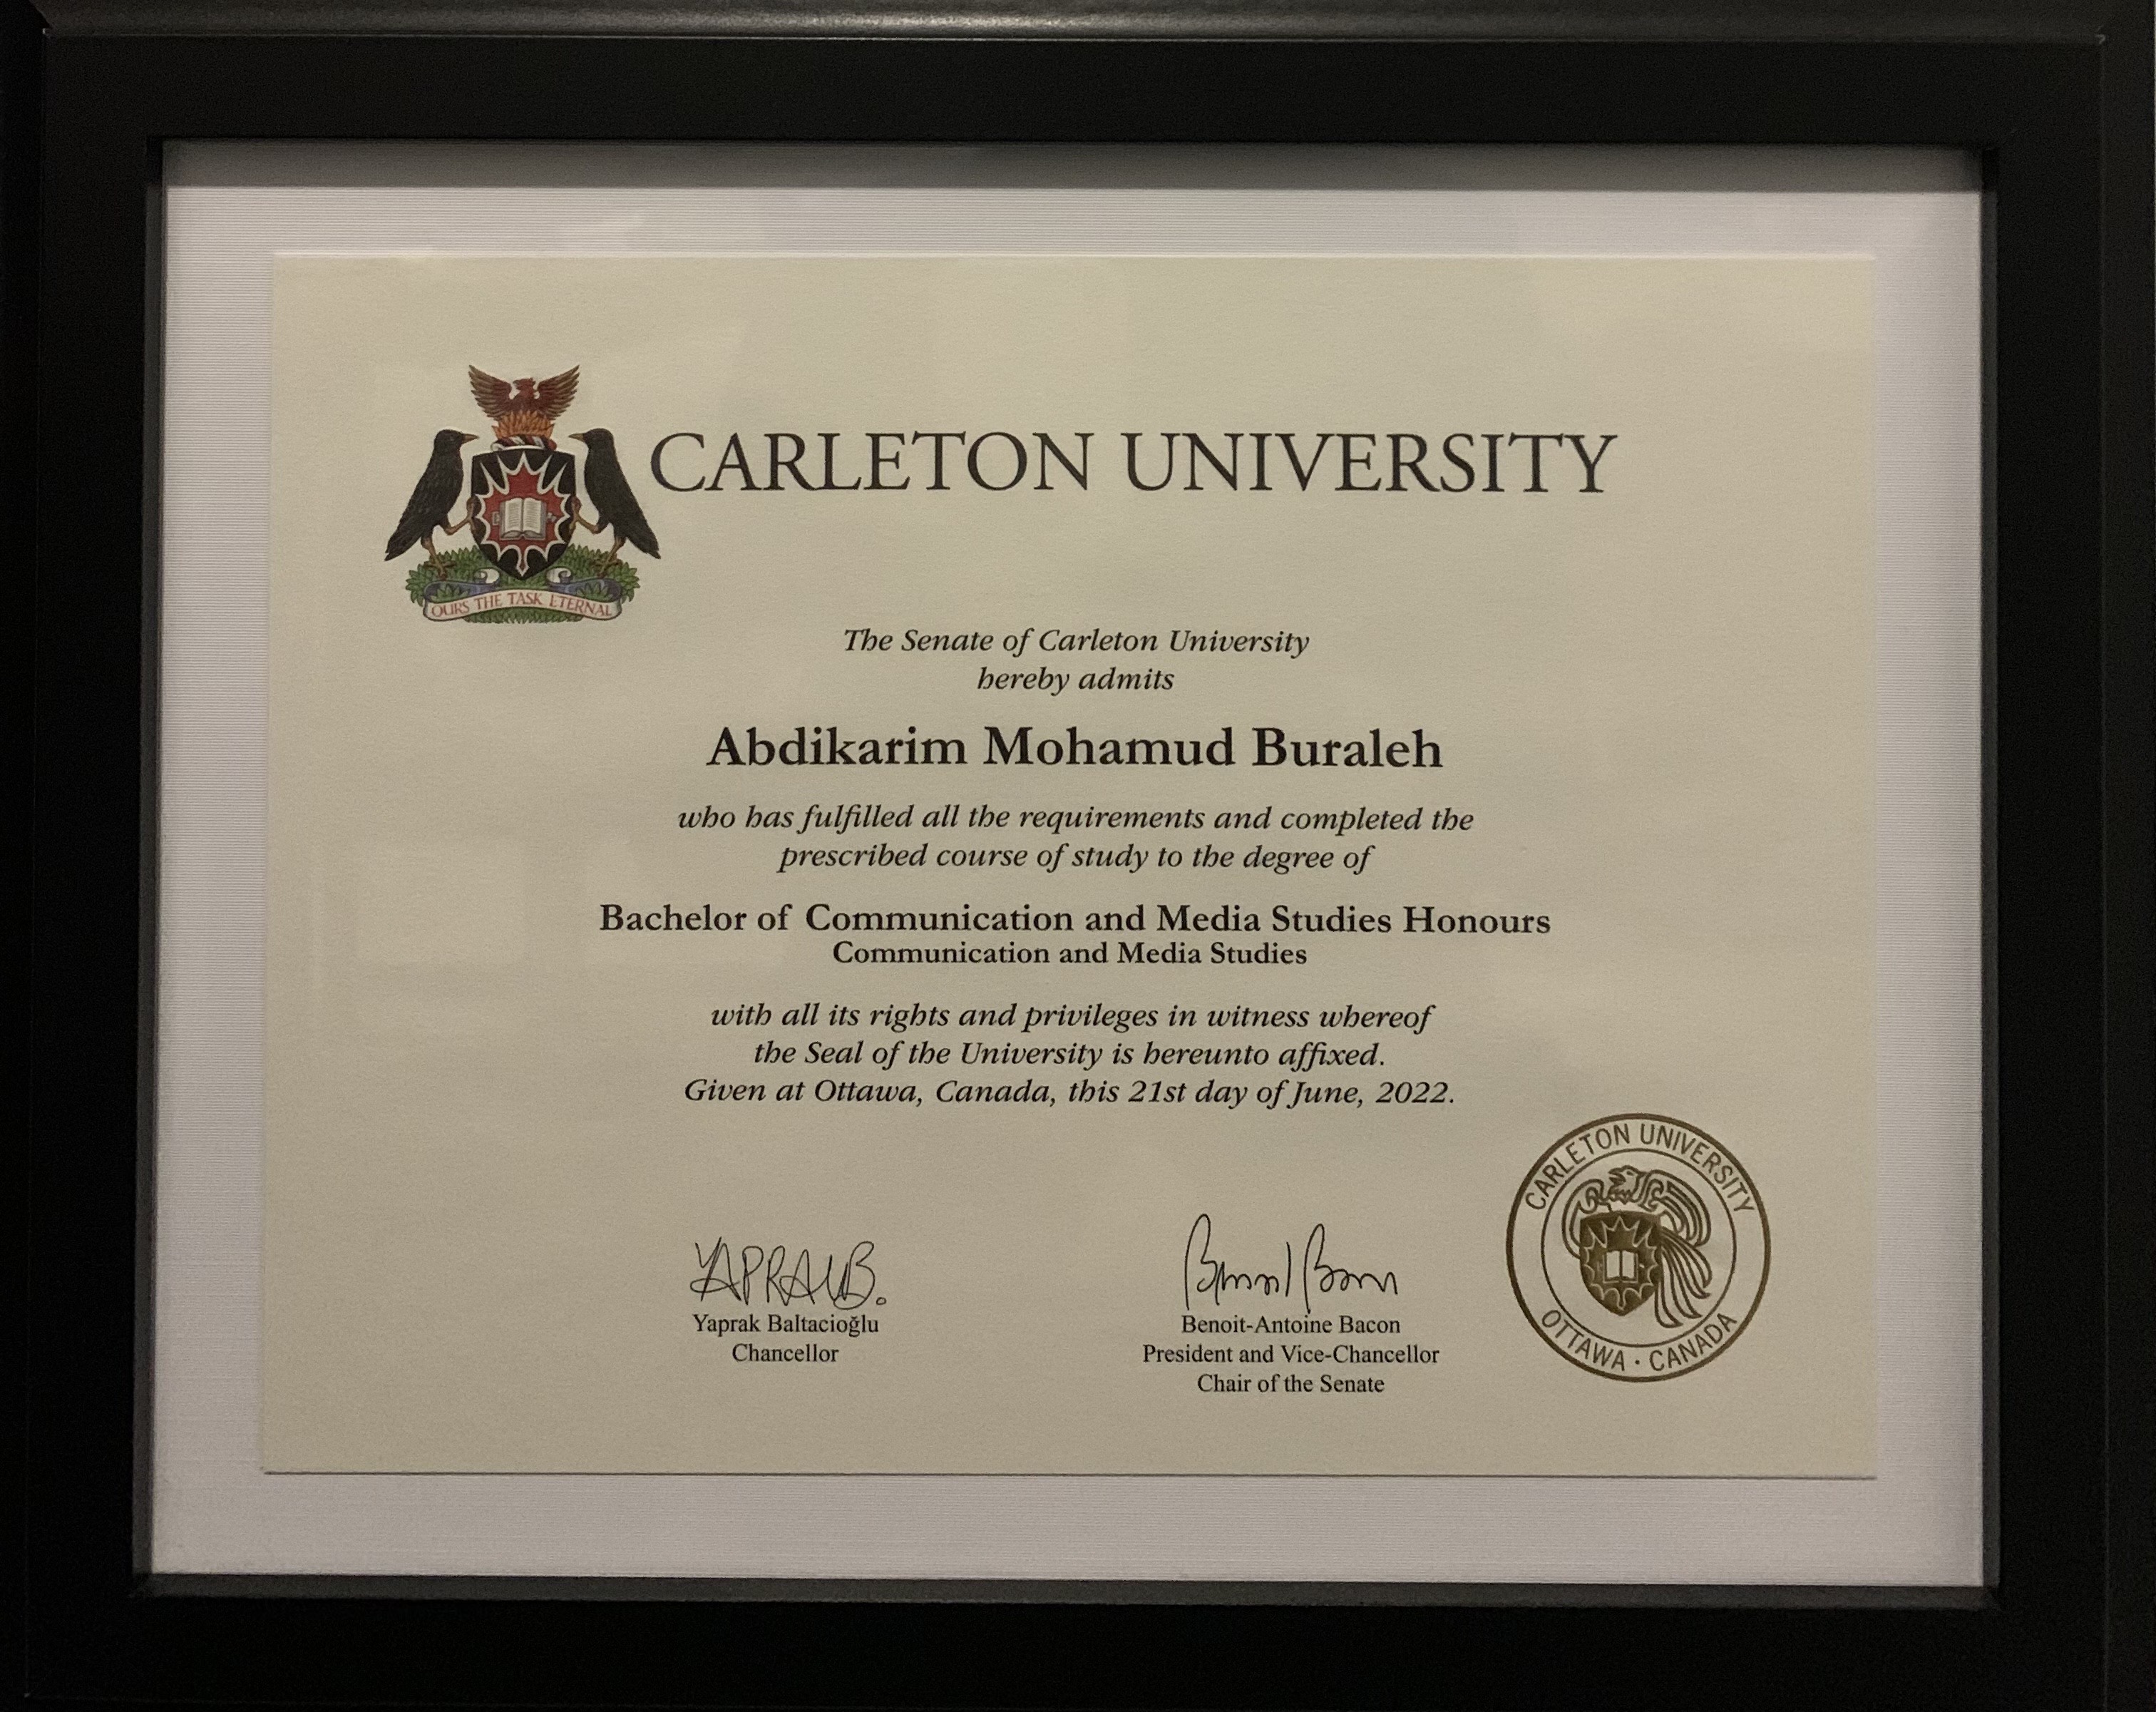 CARLETON UNIVERSITY
OURS THE TASK ETERNAL
The Senate of Carleton University
hereby admits
Abdikarim Mohamud Buraleh
who has fulfilled all the requirements and completed the
prescribed course of study to the degree of
Bachelor of Communication and Media Studies Honours
Communication and Media Studies
with all its rights and privileges in witness whereof
the Seal of the University is hereunto affixed.
Given at Ottawa, Canada, this 21st day of June, 2022.
YAPRAK B.
Yaprak Baltacioğlu
Chancellor
Benoit-Antoine Bacon
President and Vice-Chancellor
Chair of the Senate
CARLETON UNIVERSITY
OTTAWA · CANADA